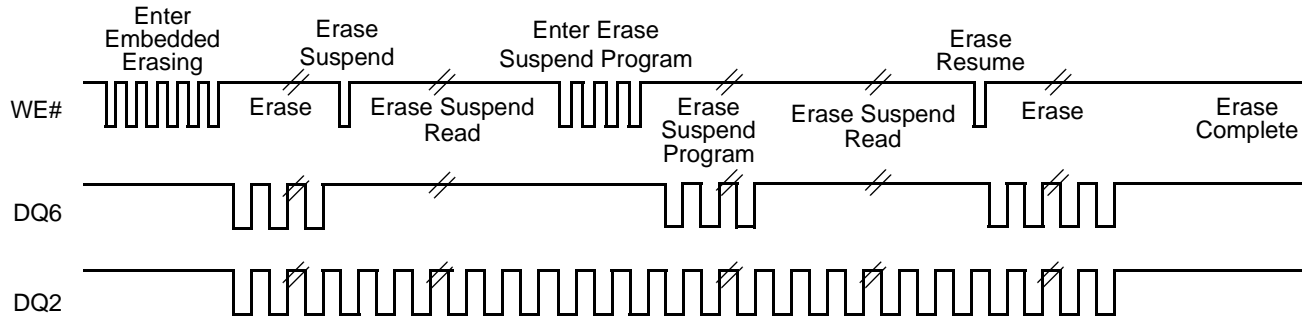 Enter
Embedded
Erasing
Erase
Suspend
Enter Erase
Suspend Program
Erase
Resume
WE#
Erase
Erase Suspend
Read
Erase
Suspend
Program
Erase Suspend
Read
Erase
Erase
Complete
DQ6
DQ2